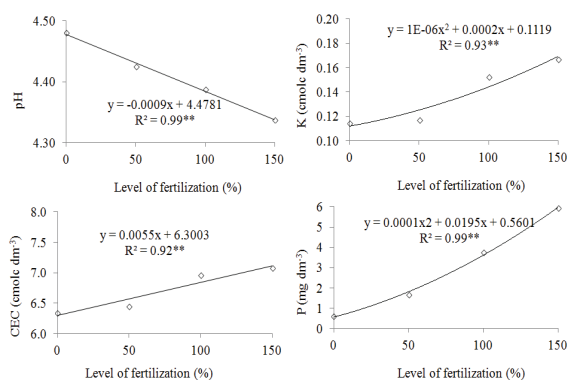 4.50
4.40
4.30
pH
y = -0.0009x + 4.4781
R² = 0.99**
0
50
100
150
Level of fertilization (%)
0.20
0.18
0.16
0.14
0.12
0.10
K (cmolc dm⁻³)
y = 1E-06x² + 0.0002x + 0.1119
R² = 0.93**
0
50
100
150
Level of fertilization (%)
8.0
7.0
6.0
CEC (cmolc dm⁻³)
y = 0.0055x + 6.3003
R² = 0.92**
0
50
100
150
Level of fertilization (%)
6
5
4
3
2
1
0
P (mg dm⁻³)
y = 0.0001x2 + 0.0195x + 0.5601
R² = 0.99**
0
50
100
150
Level of fertilization (%)